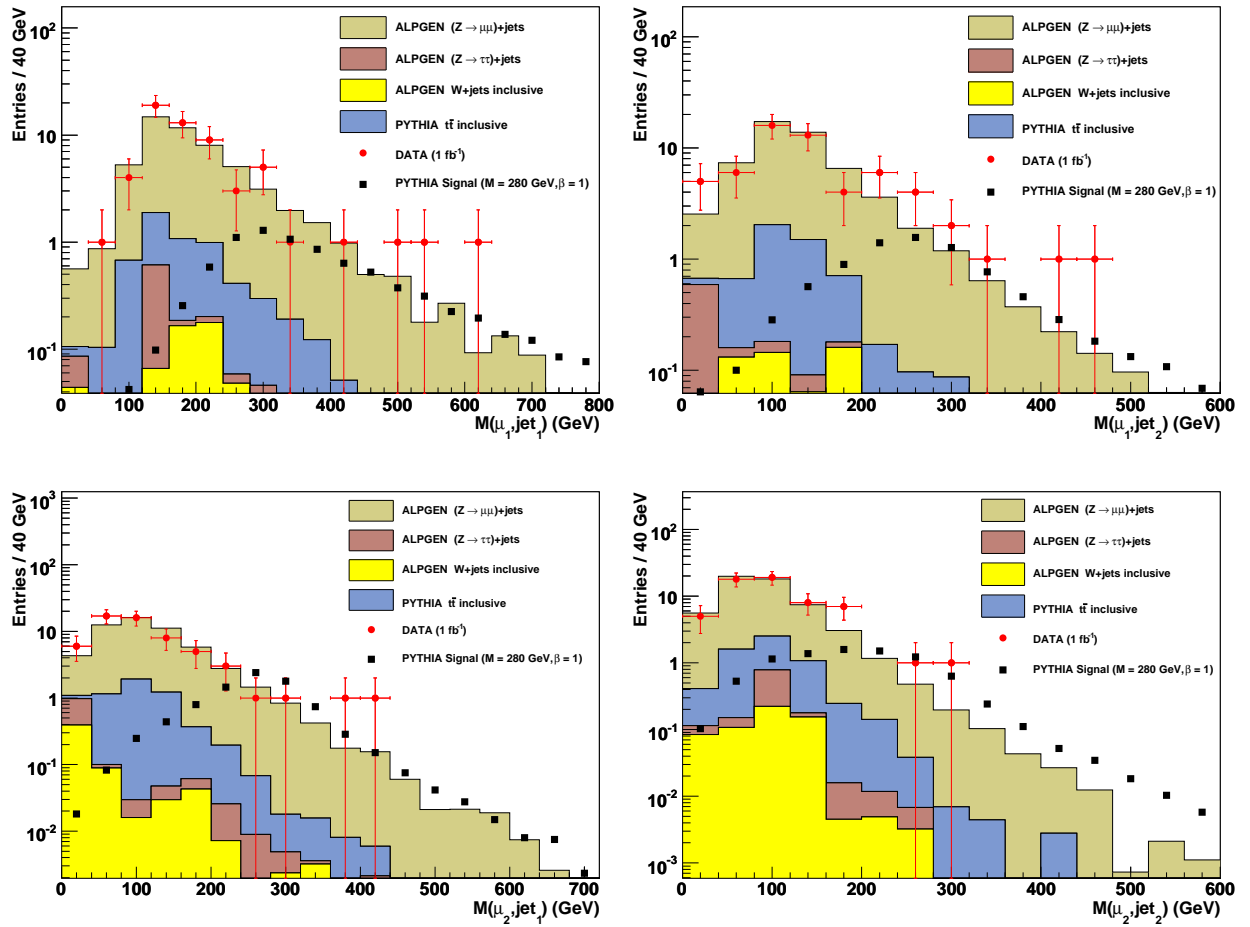 Entries / 40 GeV
10²
10
1
10⁻¹
0 100 200 300 400 500 600 700 800
M(μ₁,jet₁) (GeV)
ALPGEN (Z → μμ)+jets
ALPGEN (Z → ττ)+jets
ALPGEN W+jets inclusive
PYTHIA tt̄ inclusive
DATA (1 fb⁻¹)
PYTHIA Signal (M = 280 GeV,β = 1)
Entries / 40 GeV
10²
10
1
10⁻¹
0 100 200 300 400 500 600
M(μ₁,jet₂) (GeV)
ALPGEN (Z → μμ)+jets
ALPGEN (Z → ττ)+jets
ALPGEN W+jets inclusive
PYTHIA tt̄ inclusive
DATA (1 fb⁻¹)
PYTHIA Signal (M = 280 GeV,β = 1)
Entries / 40 GeV
10³
10²
10
1
10⁻¹
10⁻²
0 100 200 300 400 500 600 700
M(μ₂,jet₁) (GeV)
ALPGEN (Z → μμ)+jets
ALPGEN (Z → ττ)+jets
ALPGEN W+jets inclusive
PYTHIA tt̄ inclusive
DATA (1 fb⁻¹)
PYTHIA Signal (M = 280 GeV,β = 1)
Entries / 40 GeV
10²
10
1
10⁻¹
10⁻²
10⁻³
0 100 200 300 400 500 600
M(μ₂,jet₂) (GeV)
ALPGEN (Z → μμ)+jets
ALPGEN (Z → ττ)+jets
ALPGEN W+jets inclusive
PYTHIA tt̄ inclusive
DATA (1 fb⁻¹)
PYTHIA Signal (M = 280 GeV,β = 1)